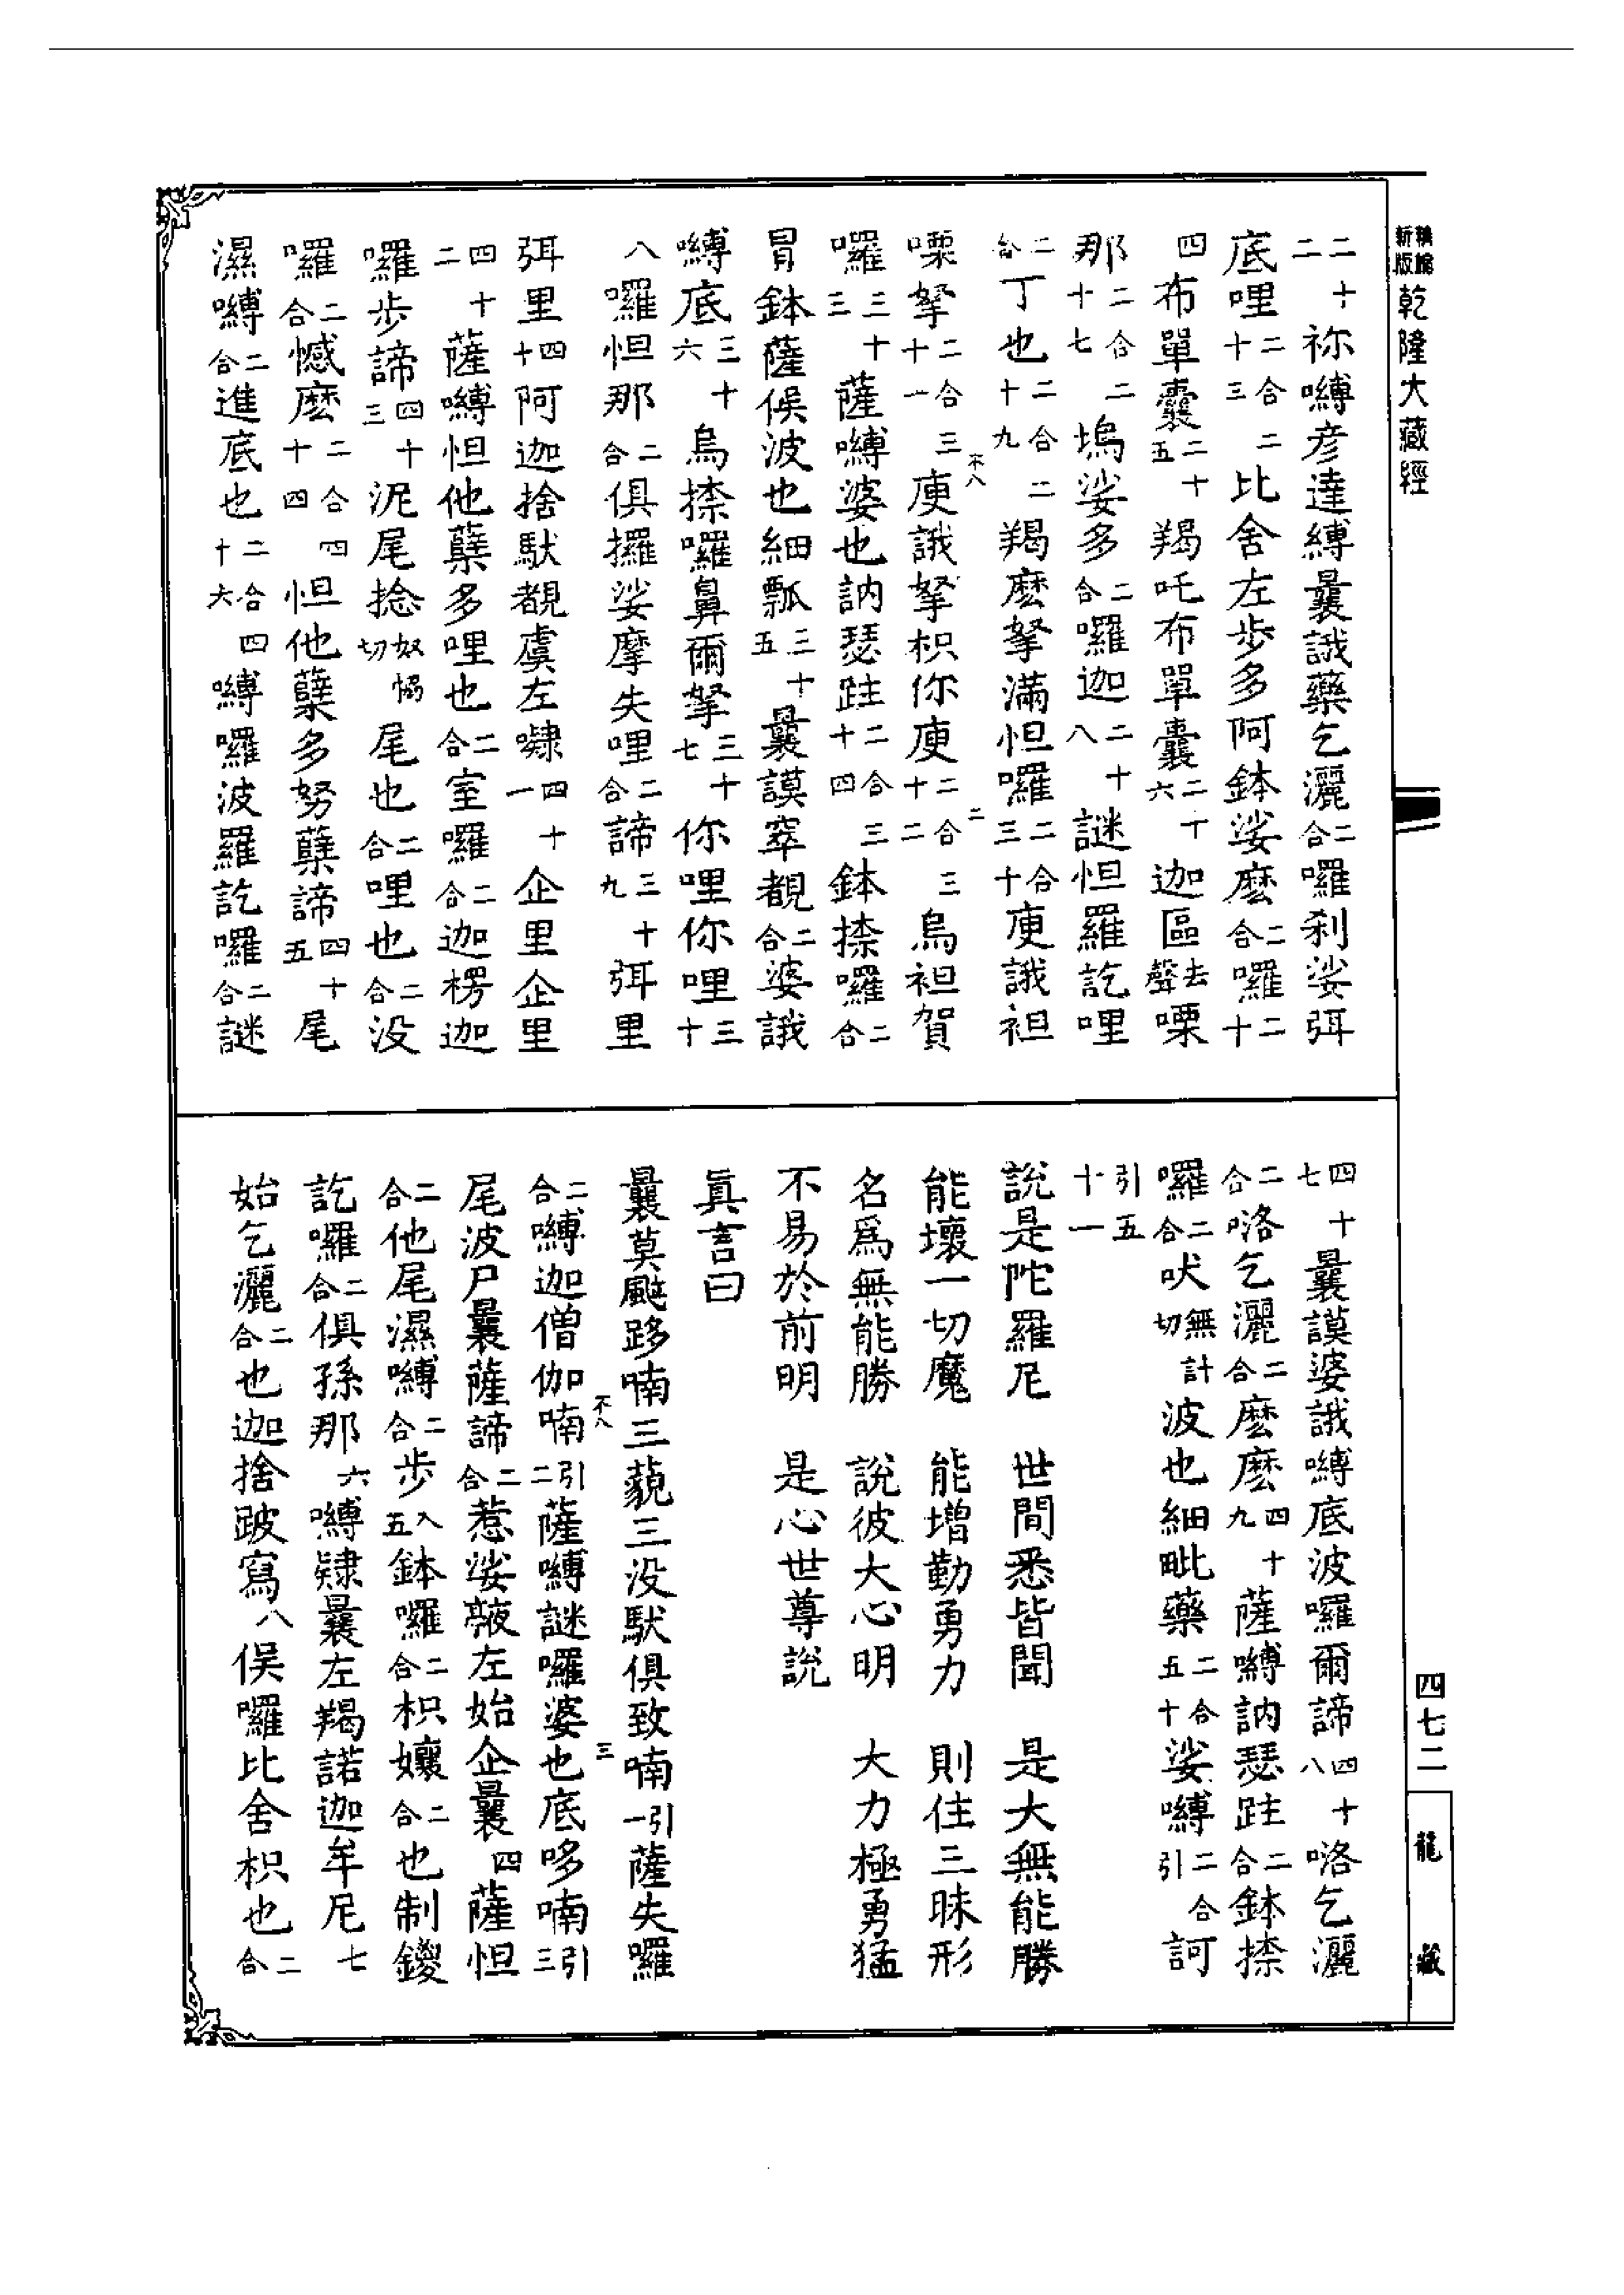 新版
乾隆大藏經
二十二祢嚩彥達縛曩誐藥乞灑二合囉利娑弭
底哩二合二十三比舍左步多阿鉢娑麽二合囉二十
四布單囊二十五羯吒布單囊二十六迦區去聲㗚
那二合二十七塢娑多二合囉迦二十八謎怛羅訖哩
二合丁也二合二十九羯麽拏滿怛囉二合三十庾誐袒
㗚拏二合三十一庾誐拏枳你庾二合三十二烏袒賀
囉三十三薩嚩婆也訥瑟跓二合三十四鉢捺囉二合
冐鉢薩俟波也細瓢三十五曩謨窣覩二合婆誐
嚩底三十六烏捺囉鼻爾拏三十七你哩你哩三十
八囉怛那二合俱攞娑摩失哩二合諦三十九弭里
弭里四十阿迦捨馱覩虞左㘑四十一企里企里
四十二薩嚩怛他蘖多哩也二合室囉二合迦楞迦
囉步諦四十三泥尾捻奴㤼切尾也二合哩也二合没
囉二合憾麽二合四十四怛他蘖多努蘖諦四十五尾
濕嚩二合進底也二合四十六嚩囉波羅訖囉二合謎
四十七曩謨婆誐嚩底波囉爾諦四十八咯乞灑
二合咯乞灑二合麽麽四十九薩嚩訥瑟跓二合鉢捺
囉二合吠無計切波也細毗藥二合五十娑嚩二合引訶
引五十一
說是陀羅尼　世間悉皆聞　是大無能勝
能壞一切魔　能增勤勇力　則住三昧形
名爲無能勝　說彼大心明　大力極勇猛
不易於前明　是心世尊說
眞言曰
曩莫颭跢喃三藐三没馱俱致喃引一薩失囉
二合嚩迦僧伽喃引二薩嚩謎囉婆也底哆喃引三
尾波尸曩薩諦二合惹娑敵左始企曩四薩怛
二合他尾濕嚩二合步入五鉢囉二合枳孃二合也制鑁
訖囉二合俱孫那六嚩隸曩左羯諾迦牟尼七
始乞灑二合也迦捨跛寫八俟囉比舍枳也二合
四七二
龍藏